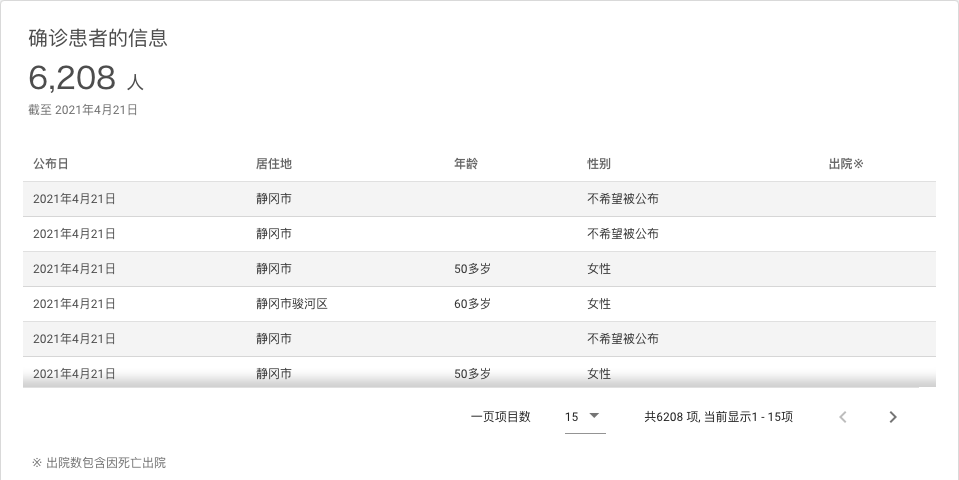 确诊患者的信息
6,208 人
截至 2021年4月21日
公布日 居住地 年龄 性别 出院※
2021年4月21日 静冈市 不希望被公布
2021年4月21日 静冈市 不希望被公布
2021年4月21日 静冈市 50多岁 女性
2021年4月21日 静冈市骏河区 60多岁 女性
2021年4月21日 静冈市 不希望被公布
2021年4月21日 静冈市 50多岁 女性
一页项目数 15 共6208 项, 当前显示1 - 15项
※ 出院数包含因死亡出院